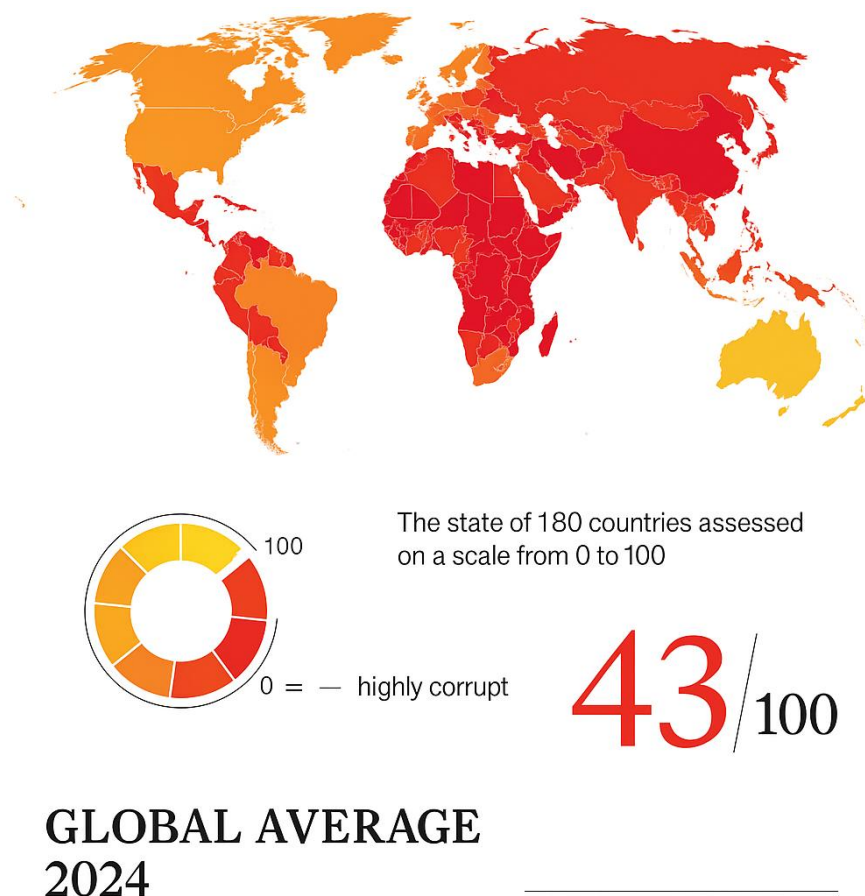 100
The state of 180 countries assessed
on a scale from 0 to 100
0 = — highly corrupt
43/100
GLOBAL AVERAGE
2024